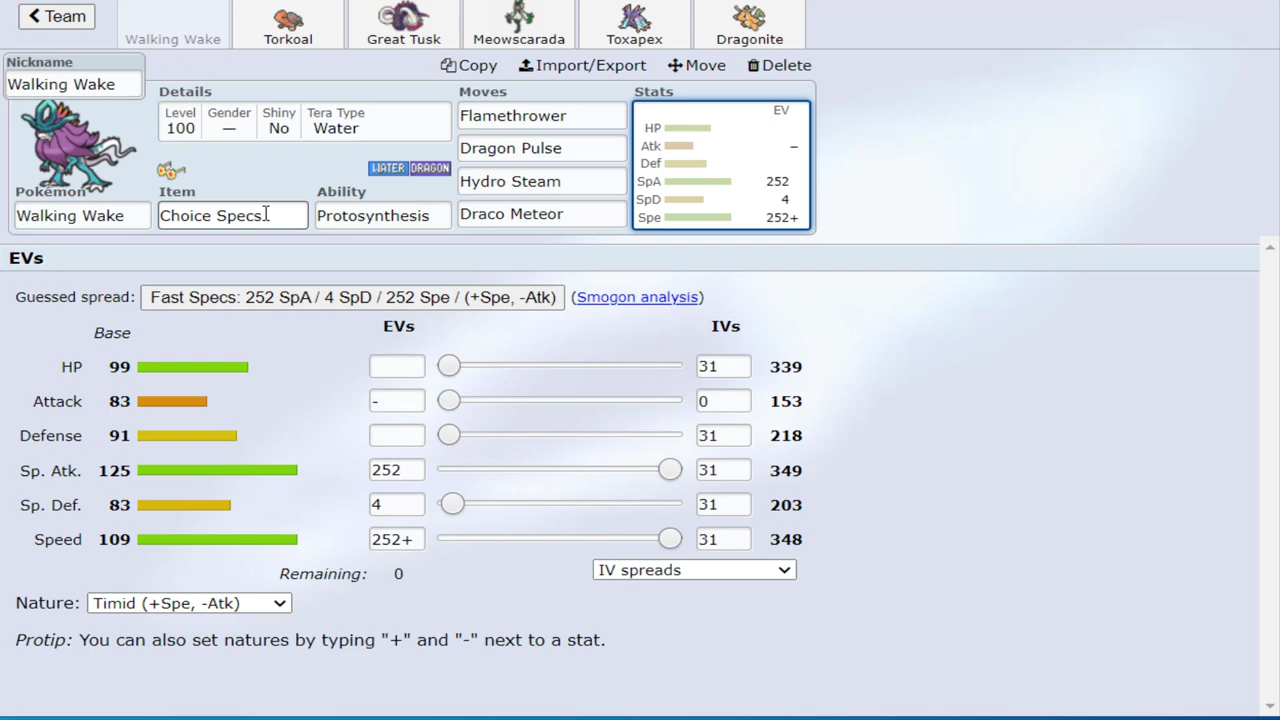 Team
Walking Wake
Torkoal
Great Tusk
Meowscarada
Toxapex
Dragonite
Copy
Import/Export
Move
Delete
Nickname
Walking Wake
Details
Level
100
Gender
—
Shiny
No
Tera Type
Water
WATER DRAGON
Pokémon
Walking Wake
Item
Choice Specs
Ability
Protosynthesis
Moves
Flamethrower
Dragon Pulse
Hydro Steam
Draco Meteor
Stats
EV
HP
Atk –
Def
SpA 252
SpD 4
Spe 252+
EVs
Guessed spread: Fast Specs: 252 SpA / 4 SpD / 252 Spe / (+Spe, -Atk) (Smogon analysis)
Base EVs IVs
HP 99 31 339
Attack 83 - 0 153
Defense 91 31 218
Sp. Atk. 125 252 31 349
Sp. Def. 83 4 31 203
Speed 109 252+ 31 348
Remaining: 0
IV spreads
Nature: Timid (+Spe, -Atk)
Protip: You can also set natures by typing "+" and "-" next to a stat.